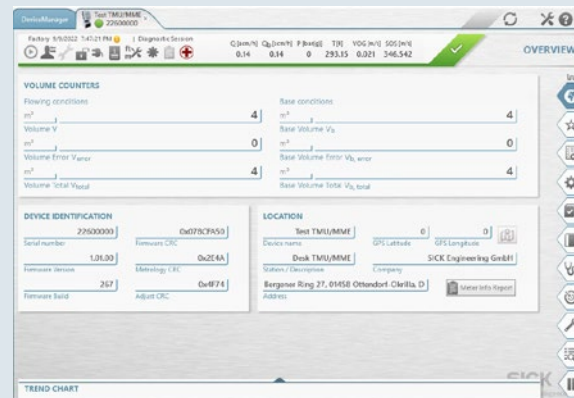 DeviceManager
Test TMU/MME
22600000
Factory 9/9/2022 1:47:21 PM | Diagnostic Session
Q [acm/h] Qb [scm/h] P [bar(g)] T [K] VOG [m/s] SOS [m/s]
0.14 0.14 0 293.15 0.021 346.542
OVERVIEW
VOLUME COUNTERS
Flowing conditions
Base conditions
m³ 4
m³ 4
Volume V
Base Volume Vb
m³ 0
m³ 0
Volume Error Verror
Base Volume Error Vb, error
m³ 4
m³ 4
Volume Total Vtotal
Base Volume Total Vb, total
DEVICE IDENTIFICATION
22600000 0x078CFA50
Serial number Firmware CRC
1.01.00 0x2E4A
Firmware Version Metrology CRC
267 0x4F74
Firmware Build Adjust CRC
LOCATION
Test TMU/MME 0 0
Device name GPS Latitude GPS Longitude
Desk TMU/MME SICK Engineering GmbH
Station / Description Company
Bergener Ring 27, 01458 Ottendorf-Okrilla, D
Meter Info Report
Address
SICK
TREND CHART